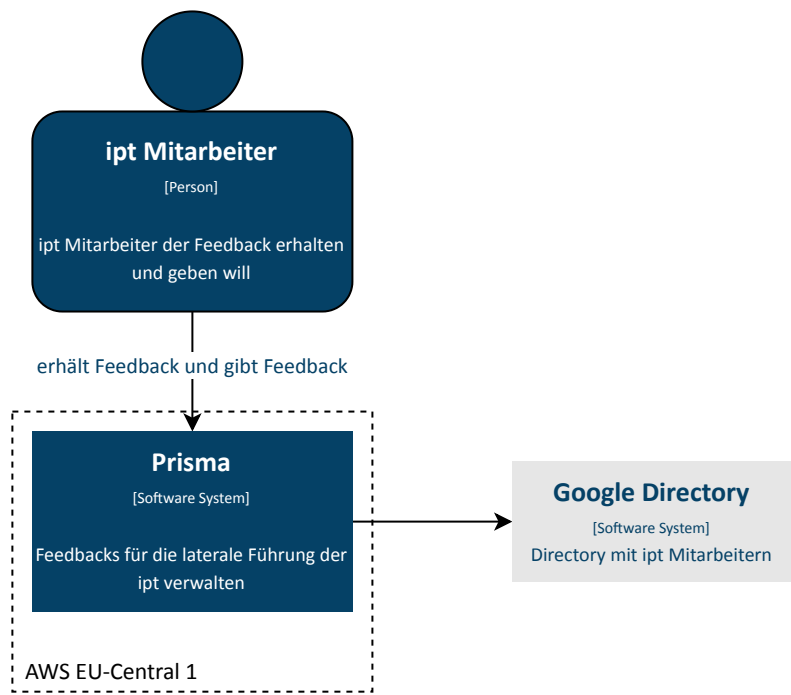 ipt Mitarbeiter
[Person]
ipt Mitarbeiter der Feedback erhalten
und geben will
erhält Feedback und gibt Feedback
Prisma
[Software System]
Feedbacks für die laterale Führung der
ipt verwalten
AWS EU-Central 1
Google Directory
[Software System]
Directory mit ipt Mitarbeitern